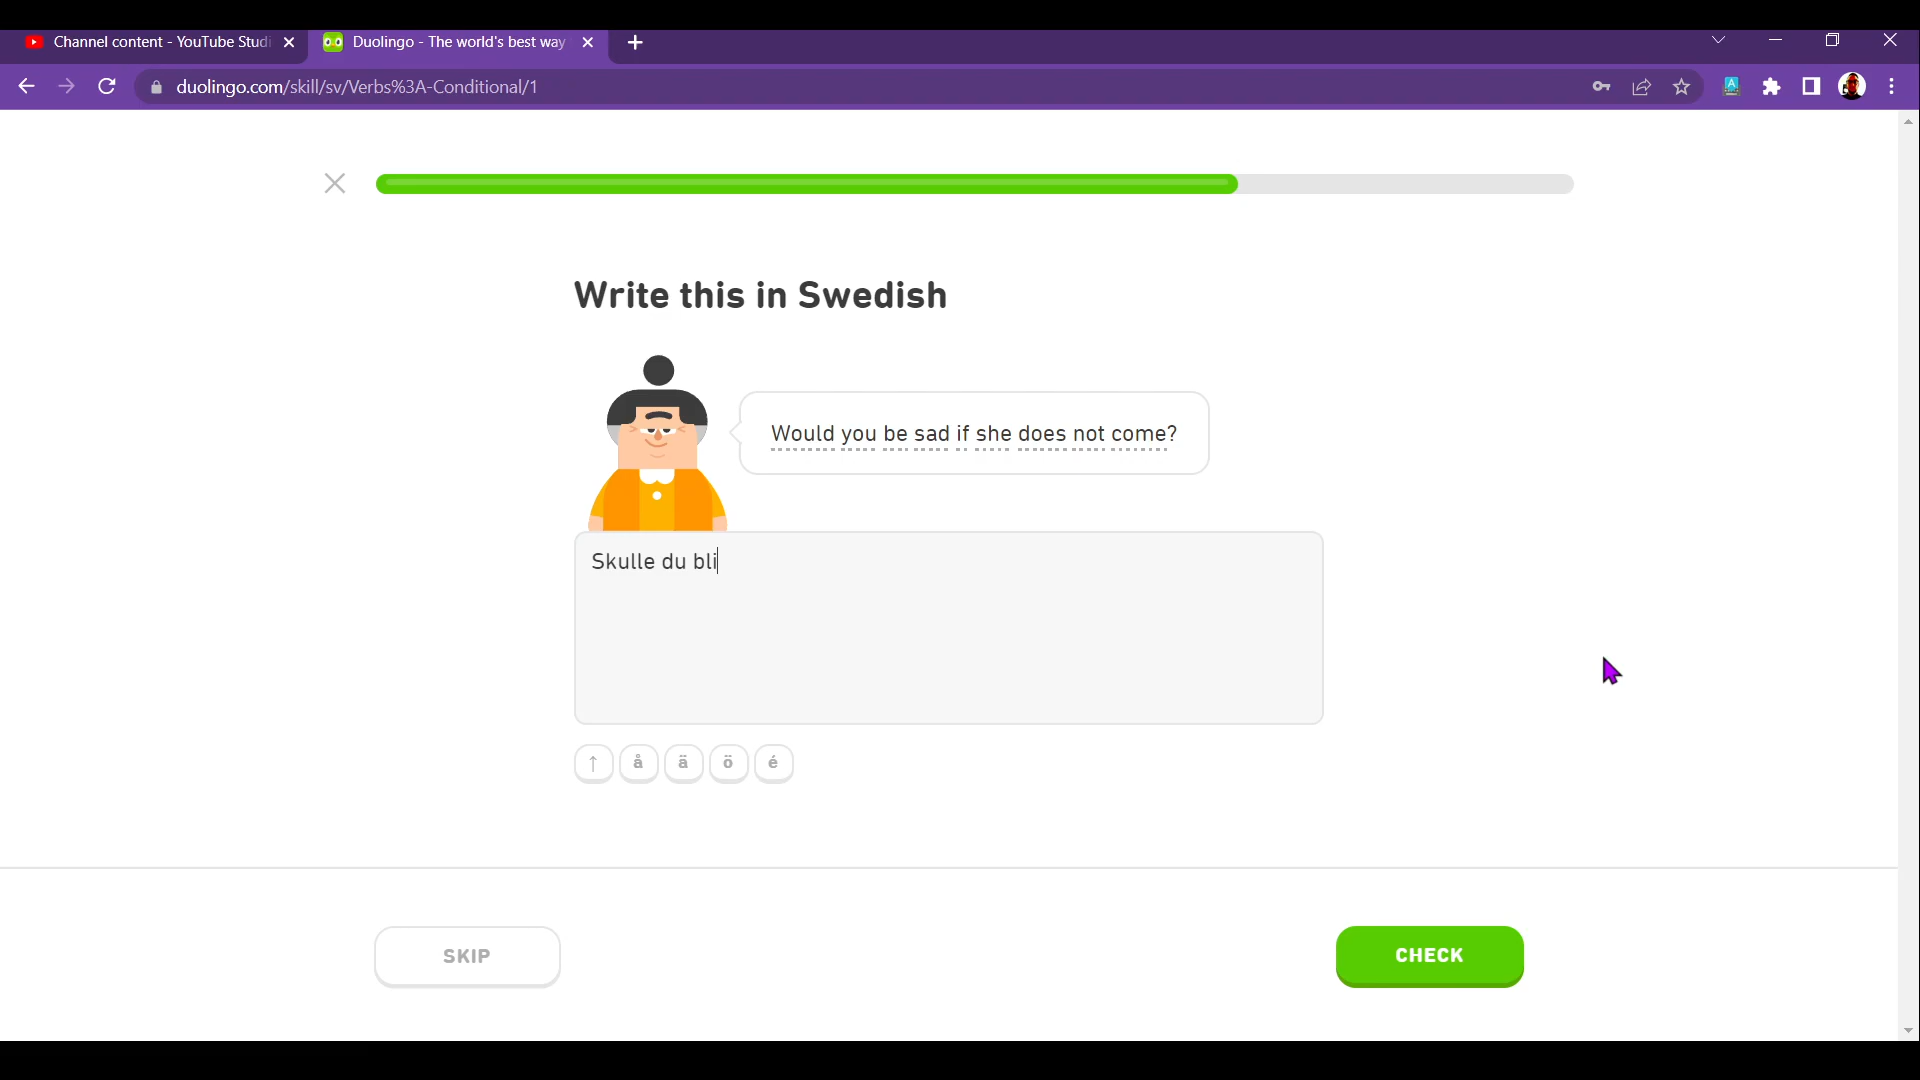 Channel content - YouTube Studi
Duolingo - The world's best way
duolingo.com/skill/sv/Verbs%3A-Conditional/1
Write this in Swedish
Would you be sad if she does not come?
Skulle du bli
↑ å ä ö é
SKIP
CHECK